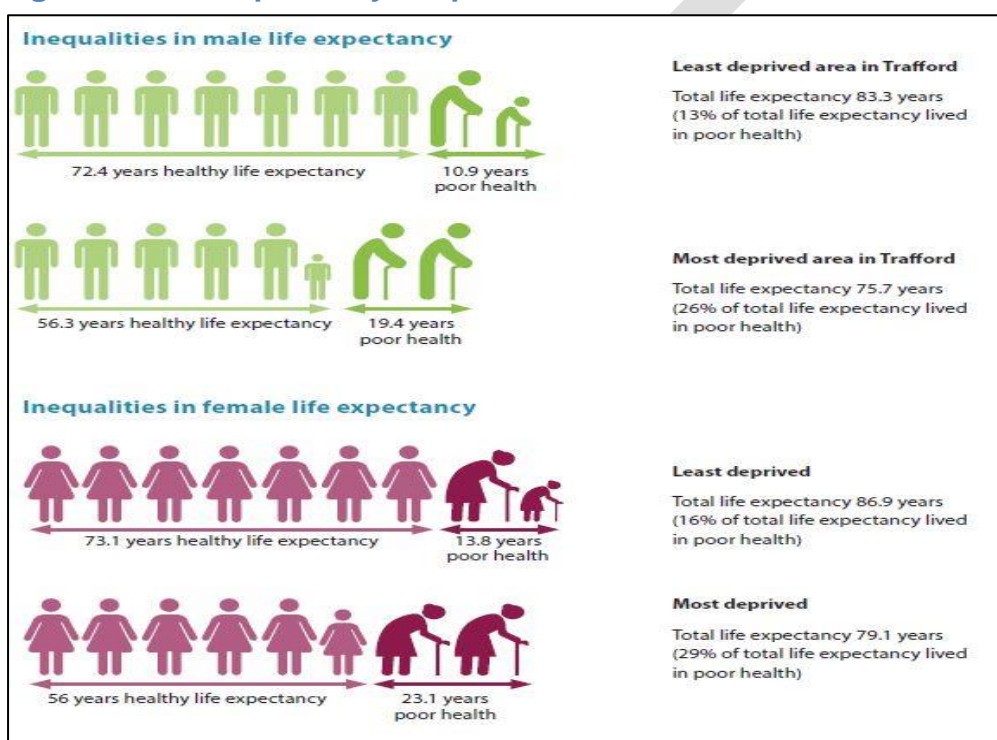 Inequalities in male life expectancy
72.4 years healthy life expectancy
10.9 years
poor health
Least deprived area in Trafford
Total life expectancy 83.3 years
(13% of total life expectancy lived
in poor health)
56.3 years healthy life expectancy
19.4 years
poor health
Most deprived area in Trafford
Total life expectancy 75.7 years
(26% of total life expectancy lived
in poor health)
Inequalities in female life expectancy
73.1 years healthy life expectancy
13.8 years
poor health
Least deprived
Total life expectancy 86.9 years
(16% of total life expectancy lived
in poor health)
56 years healthy life expectancy
23.1 years
poor health
Most deprived
Total life expectancy 79.1 years
(29% of total life expectancy lived
in poor health)